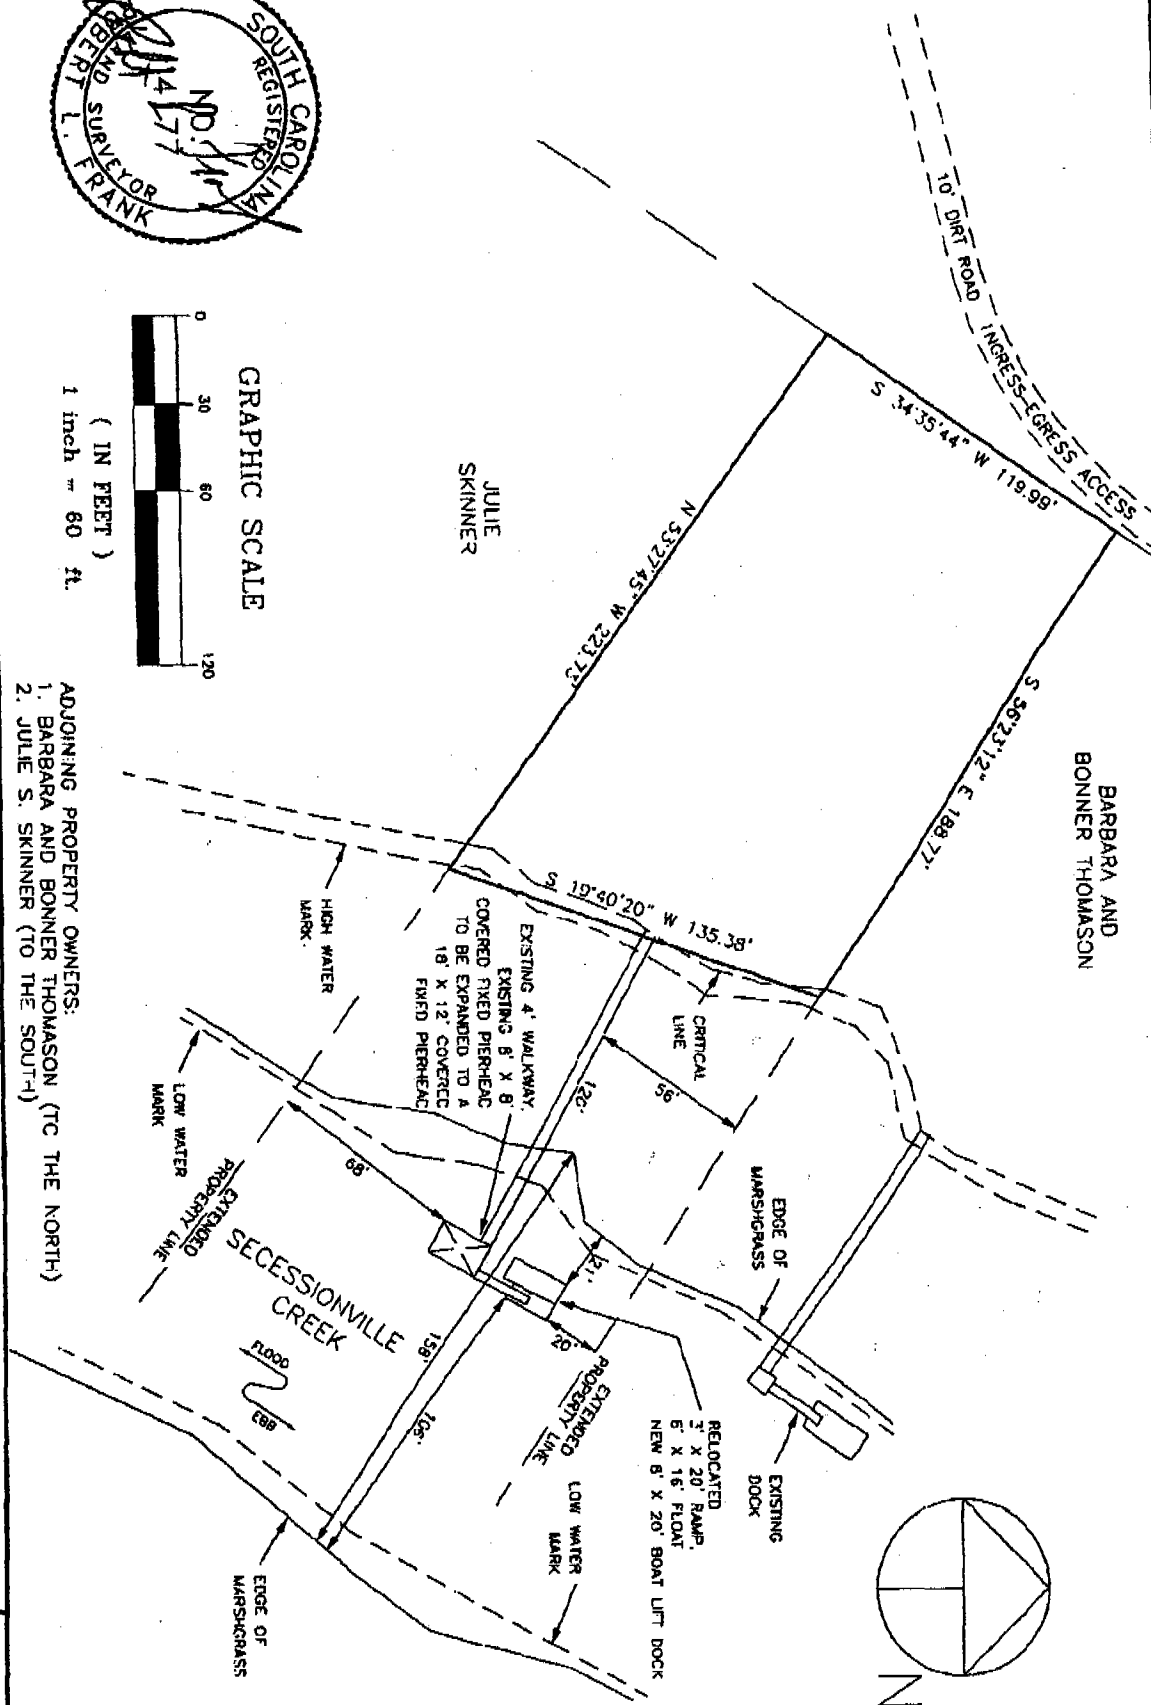 10' DIRT ROAD INGRESS-EGRESS ACCESS
S 34°35'44" W 119.99'
BARBARA AND
BONNER THOMASON
S 56°23'12" E 188.77'
N 53°27'45" W 223.73'
JULIE
SKINNER
S 19°40'20" W 135.38'
CRITICAL
LINE
HIGH WATER
MARK
EXISTING 4' WALKWAY,
EXISTING 8' X 8'
COVERED FIXED PIERHEAD
TO BE EXPANDED TO A
18' X 12' COVERED
FIXED PIERHEAD
120'
56'
EDGE OF
MARSHGRASS
EXISTING
DOCK
LOW WATER
MARK
68'
EXTENDED
PROPERTY LINE
SECESSIONVILLE
CREEK
FLOOD
EBB
21'
20'
158'
106'
EXTENDED
PROPERTY LINE
RELOCATED
3' X 20' RAMP,
6' X 16' FLOAT
NEW 8' X 20' BOAT LIFT DOCK
LOW WATER
MARK
EDGE OF
MARSHGRASS
N
SOUTH CAROLINA
REGISTERED
NO.
LAND SURVEYOR
ROBERT L. FRANK
GRAPHIC SCALE
0 30 60 120
( IN FEET )
1 inch = 60 ft.
ADJOINING PROPERTY OWNERS:
1. BARBARA AND BONNER THOMASON (TO THE NORTH)
2. JULIE S. SKINNER (TO THE SOUTH)